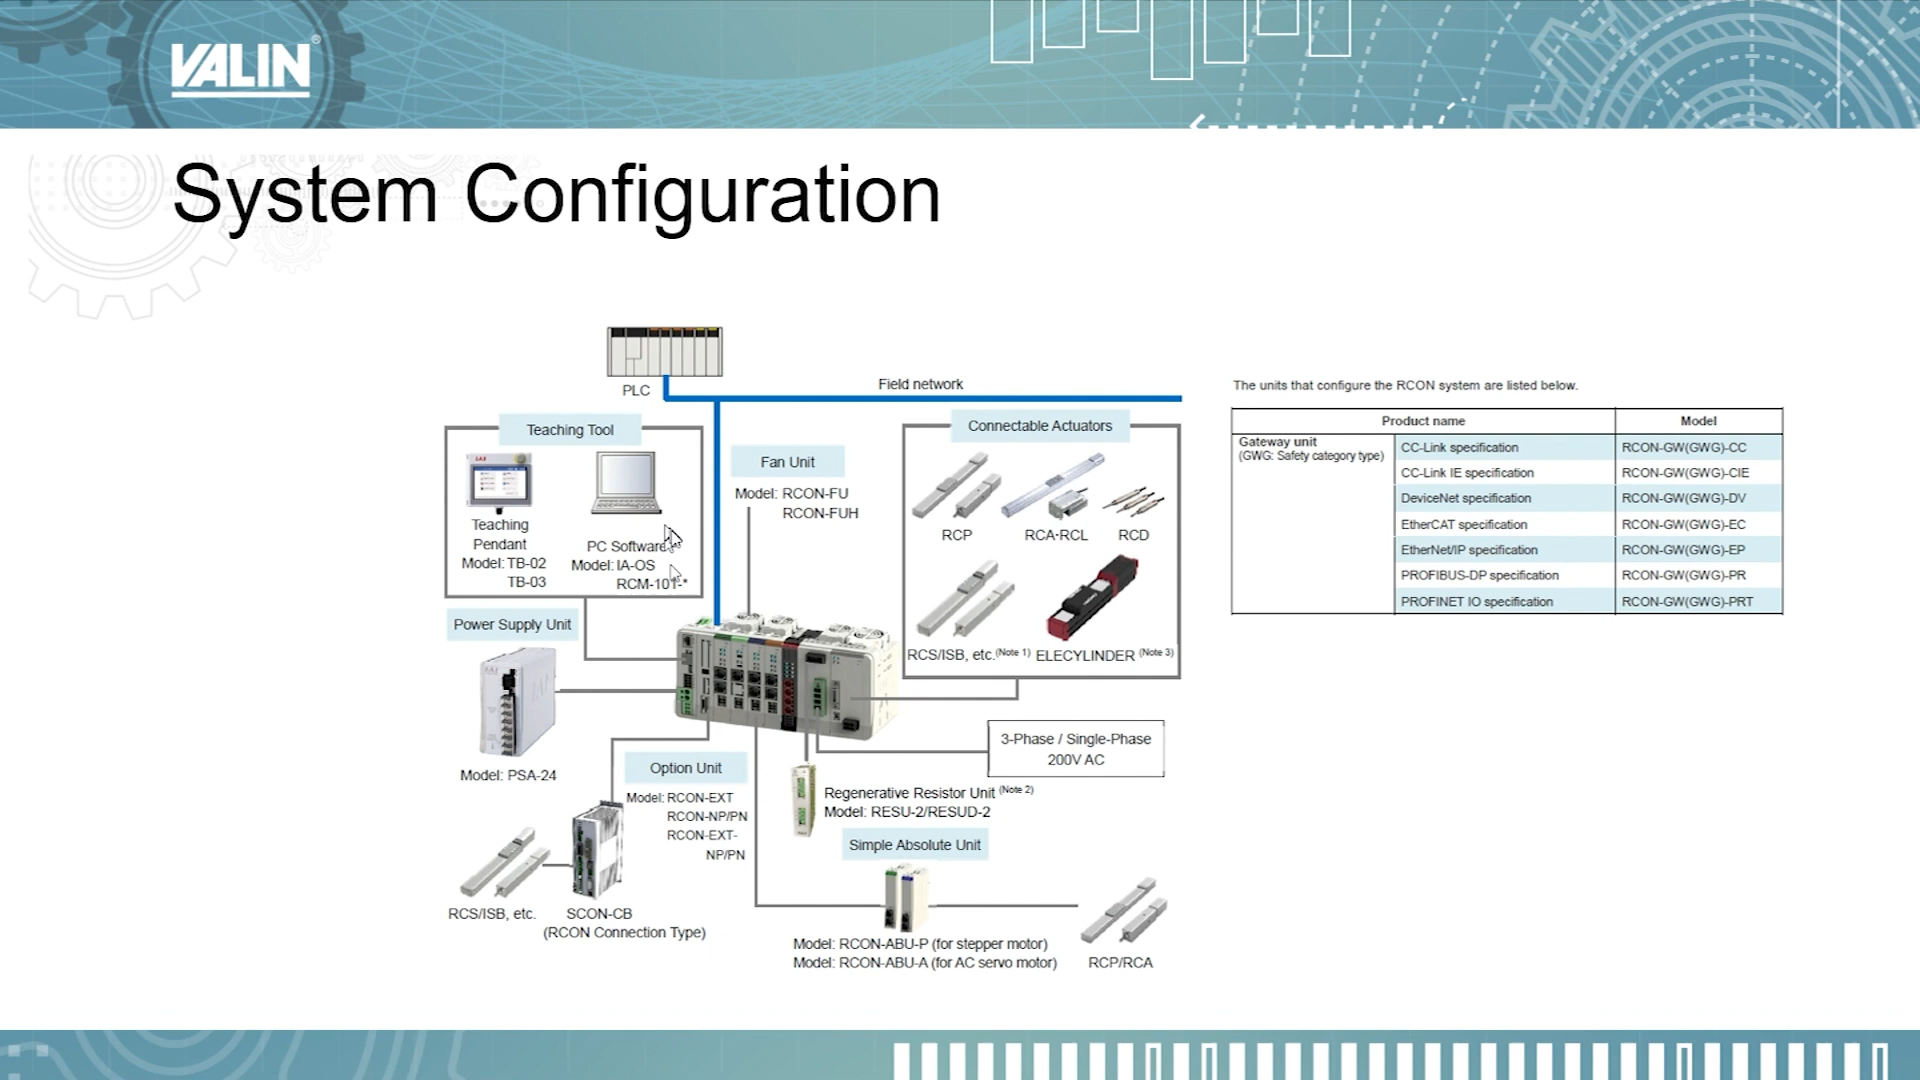 VALIN®
System Configuration
PLC
Field network
Teaching Tool
Teaching
Pendant
Model: TB-02
TB-03
PC Software
Model: IA-OS
RCM-101-*
Fan Unit
Model: RCON-FU
RCON-FUH
Connectable Actuators
RCP
RCA·RCL
RCD
RCS/ISB, etc.(Note 1)
ELECYLINDER (Note 3)
Power Supply Unit
Model: PSA-24
3-Phase / Single-Phase
200V AC
Option Unit
Model: RCON-EXT
RCON-NP/PN
RCON-EXT-
NP/PN
Regenerative Resistor Unit (Note 2)
Model: RESU-2/RESUD-2
Simple Absolute Unit
RCS/ISB, etc.
SCON-CB
(RCON Connection Type)
Model: RCON-ABU-P (for stepper motor)
Model: RCON-ABU-A (for AC servo motor)
RCP/RCA
The units that configure the RCON system are listed below.
Product name Model
Gateway unit
(GWG: Safety category type)
CC-Link specification RCON-GW(GWG)-CC
CC-Link IE specification RCON-GW(GWG)-CIE
DeviceNet specification RCON-GW(GWG)-DV
EtherCAT specification RCON-GW(GWG)-EC
EtherNet/IP specification RCON-GW(GWG)-EP
PROFIBUS-DP specification RCON-GW(GWG)-PR
PROFINET IO specification RCON-GW(GWG)-PRT